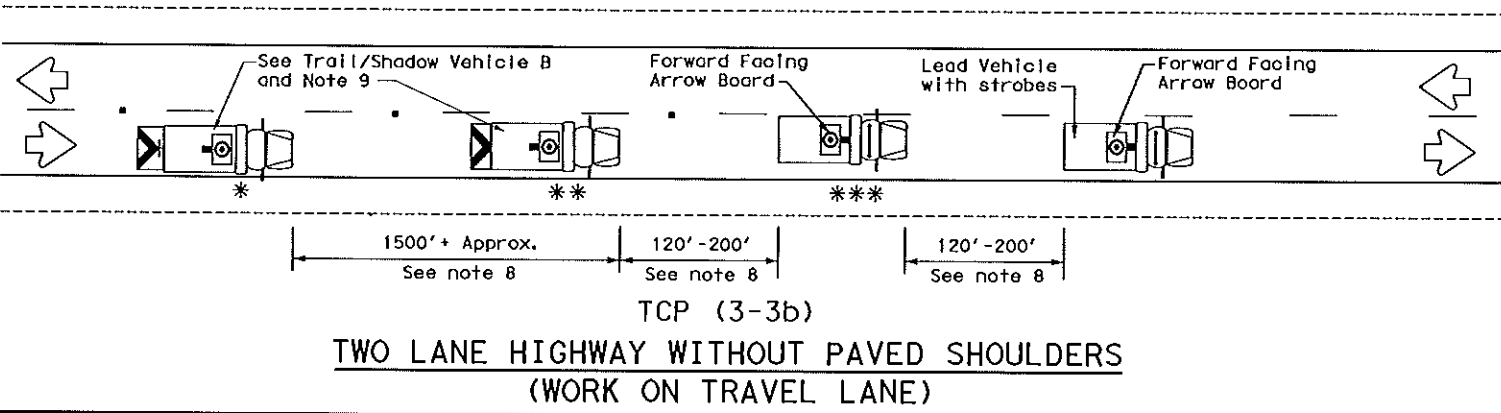 See Trail/Shadow Vehicle B
and Note 9
Forward Facing
Arrow Board
Lead Vehicle
with strobes
Forward Facing
Arrow Board
*
**
***
1500'+ Approx.
See note 8
120'-200'
See note 8
120'-200'
See note 8
TCP (3-3b)
TWO LANE HIGHWAY WITHOUT PAVED SHOULDERS
(WORK ON TRAVEL LANE)